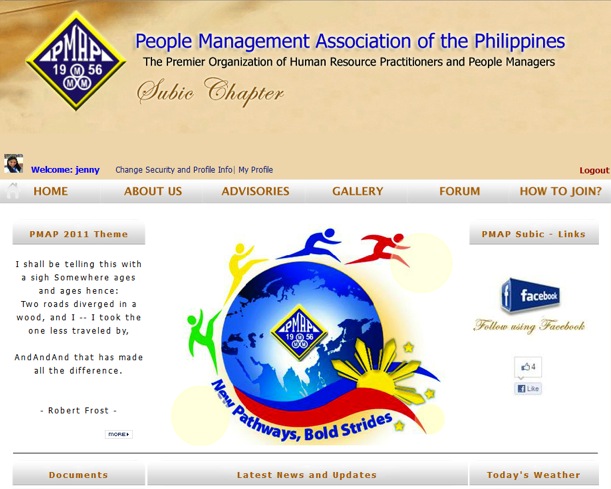 PMAP
19 56
M
M M
People Management Association of the Philippines
The Premier Organization of Human Resource Practitioners and People Managers
Subic Chapter
Welcome: jenny Change Security and Profile Info| My Profile Logout
HOME ABOUT US ADVISORIES GALLERY FORUM HOW TO JOIN?
PMAP 2011 Theme
I shall be telling this with
a sigh Somewhere ages
and ages hence:
Two roads diverged in a
wood, and I -- I took the
one less traveled by,
AndAndAnd that has made
all the difference.
- Robert Frost -
MORE
PMAP
19 56
New Pathways, Bold Strides
PMAP Subic - Links
f facebook
Follow using Facebook
4
Like
Documents Latest News and Updates Today's Weather